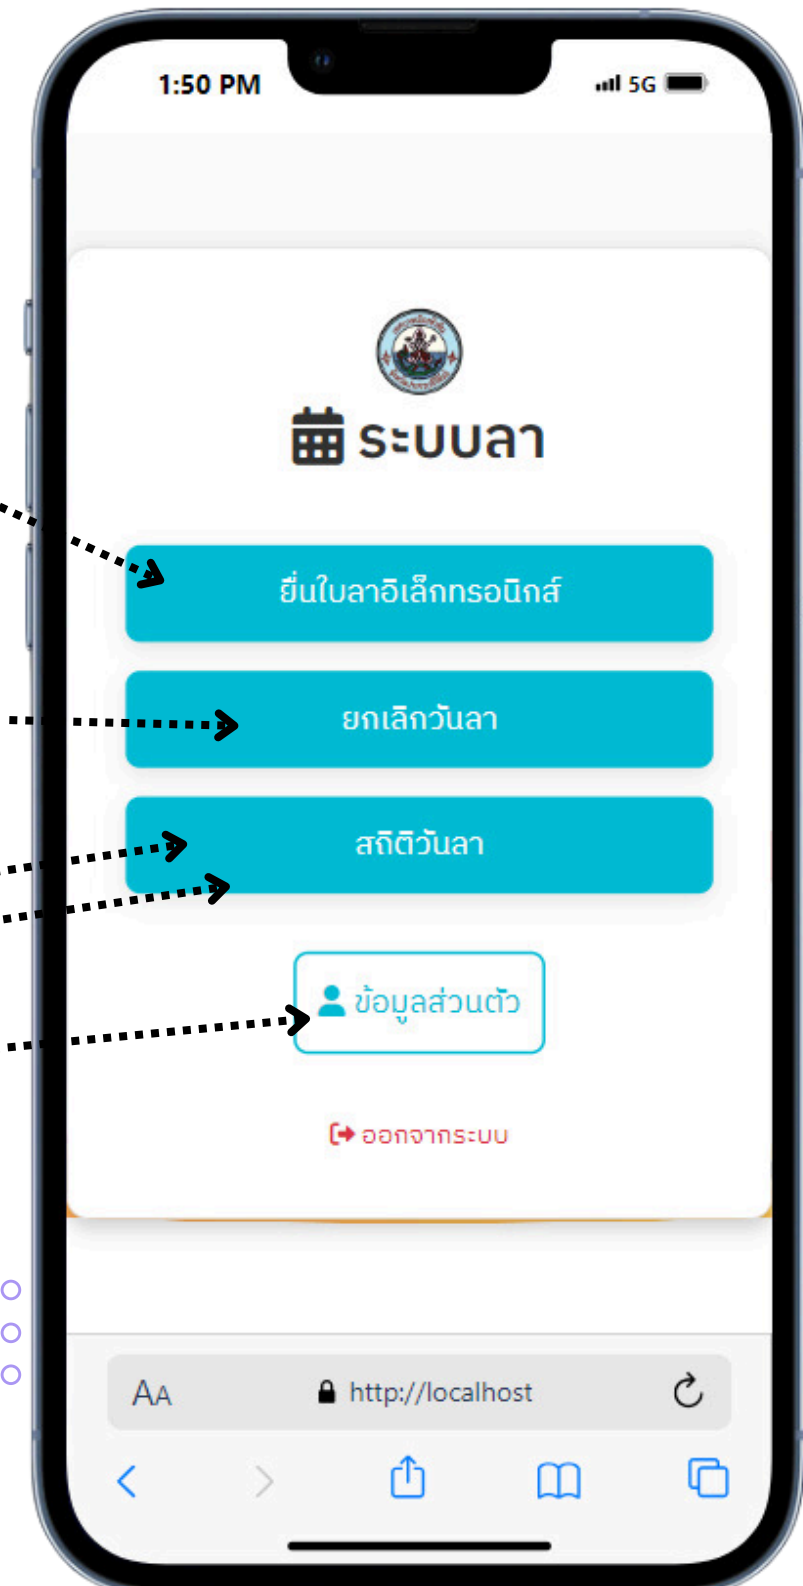 1:50 PM
5G
ระบบลา
ยื่นใบลาอิเล็กทรอนิกส์
ยกเลิกวันลา
สถิติวันลา
ข้อมูลส่วนตัว
ออกจากระบบ
AA
http://localhost